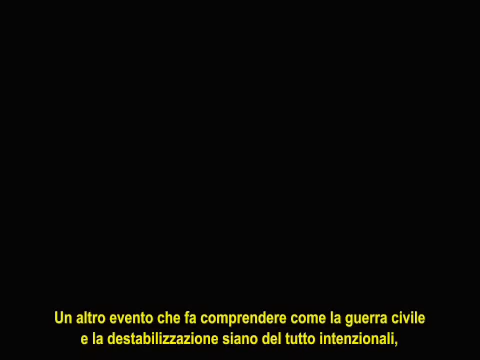 Un altro evento che fa comprendere come la guerra civile
e la destabilizzazione siano del tutto intenzionali,